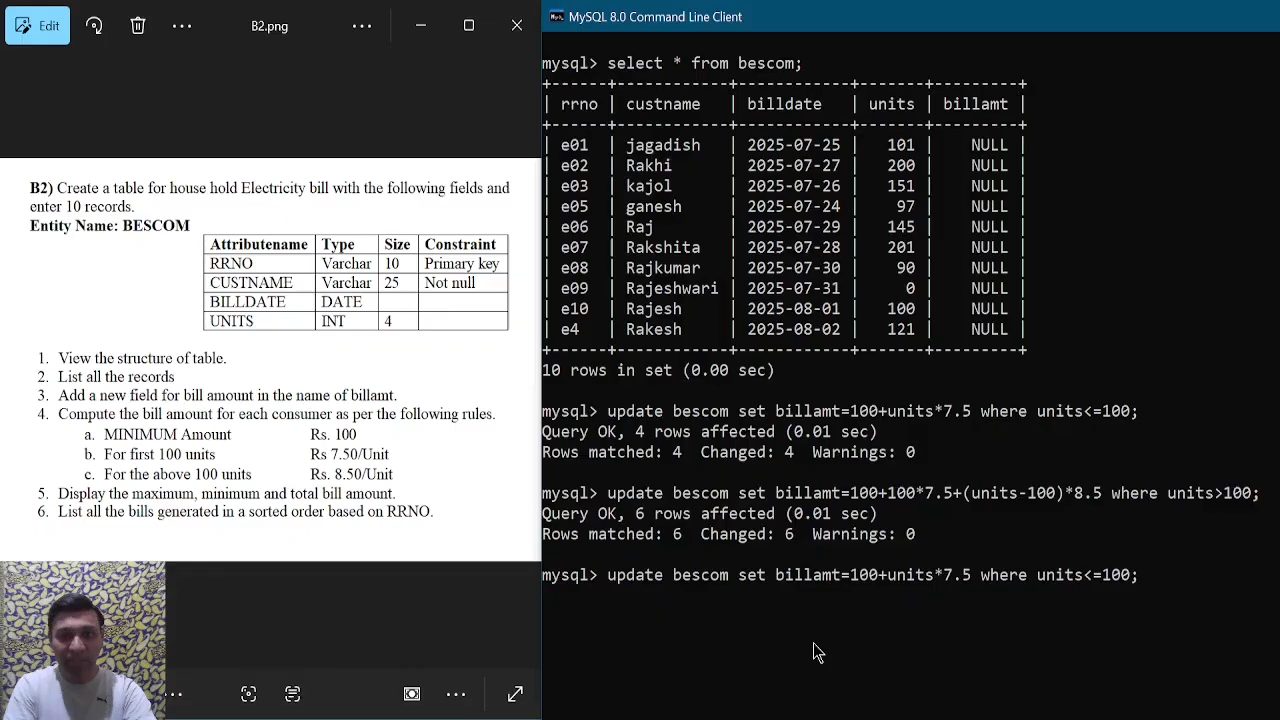 Edit
B2.png
B2) Create a table for house hold Electricity bill with the following fields and
enter 10 records.
Entity Name: BESCOM
Attributename Type Size Constraint
RRNO Varchar 10 Primary key
CUSTNAME Varchar 25 Not null
BILLDATE DATE
UNITS INT 4
1. View the structure of table.
2. List all the records
3. Add a new field for bill amount in the name of billamt.
4. Compute the bill amount for each consumer as per the following rules.
a. MINIMUM Amount Rs. 100
b. For first 100 units Rs 7.50/Unit
c. For the above 100 units Rs. 8.50/Unit
5. Display the maximum, minimum and total bill amount.
6. List all the bills generated in a sorted order based on RRNO.
MySQL 8.0 Command Line Client
mysql> select * from bescom;
+------+------------+------------+-------+---------+
| rrno | custname | billdate | units | billamt |
+------+------------+------------+-------+---------+
| e01 | jagadish | 2025-07-25 | 101 | NULL |
| e02 | Rakhi | 2025-07-27 | 200 | NULL |
| e03 | kajol | 2025-07-26 | 151 | NULL |
| e05 | ganesh | 2025-07-24 | 97 | NULL |
| e06 | Raj | 2025-07-29 | 145 | NULL |
| e07 | Rakshita | 2025-07-28 | 201 | NULL |
| e08 | Rajkumar | 2025-07-30 | 90 | NULL |
| e09 | Rajeshwari | 2025-07-31 | 0 | NULL |
| e10 | Rajesh | 2025-08-01 | 100 | NULL |
| e4 | Rakesh | 2025-08-02 | 121 | NULL |
+------+------------+------------+-------+---------+
10 rows in set (0.00 sec)
mysql> update bescom set billamt=100+units*7.5 where units<=100;
Query OK, 4 rows affected (0.01 sec)
Rows matched: 4 Changed: 4 Warnings: 0
mysql> update bescom set billamt=100+100*7.5+(units-100)*8.5 where units>100;
Query OK, 6 rows affected (0.01 sec)
Rows matched: 6 Changed: 6 Warnings: 0
mysql> update bescom set billamt=100+units*7.5 where units<=100;